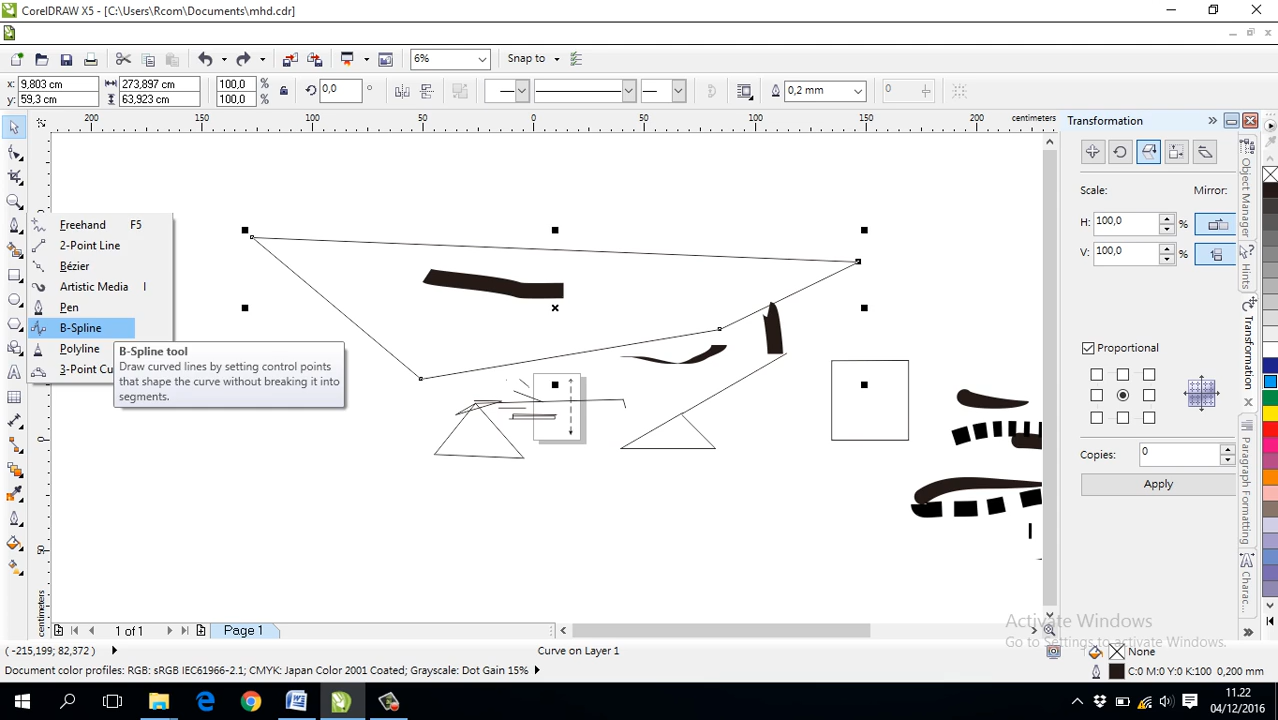 CorelDRAW X5 - [C:\Users\Rcom\Documents\mhd.cdr]
6%
Snap to
x: 9,803 cm
y: 59,3 cm
273,897 cm
63,923 cm
100,0 %
100,0 %
0,0 °
0,2 mm
0
200 150 100 50 0 50 100 150 200 centimeters
Transformation
Scale:
Mirror:
H: 100,0 %
V: 100,0 %
Proportional
Copies: 0
Apply
Object Manager
Hints
Transformation
Paragraph Formatting
Charac...
Freehand F5
2-Point Line
Bézier
Artistic Media I
Pen
B-Spline
Polyline
3-Point Cu
B-Spline tool
Draw curved lines by setting control points
that shape the curve without breaking it into
segments.
0
50
centimeters
1 of 1
Page 1
Activate Windows
Go to Settings to activate Windows.
( -215,199; 82,372 )
Curve on Layer 1
None
Document color profiles: RGB: sRGB IEC61966-2.1; CMYK: Japan Color 2001 Coated; Grayscale: Dot Gain 15%
C:0 M:0 Y:0 K:100 0,200 mm
11.22
04/12/2016